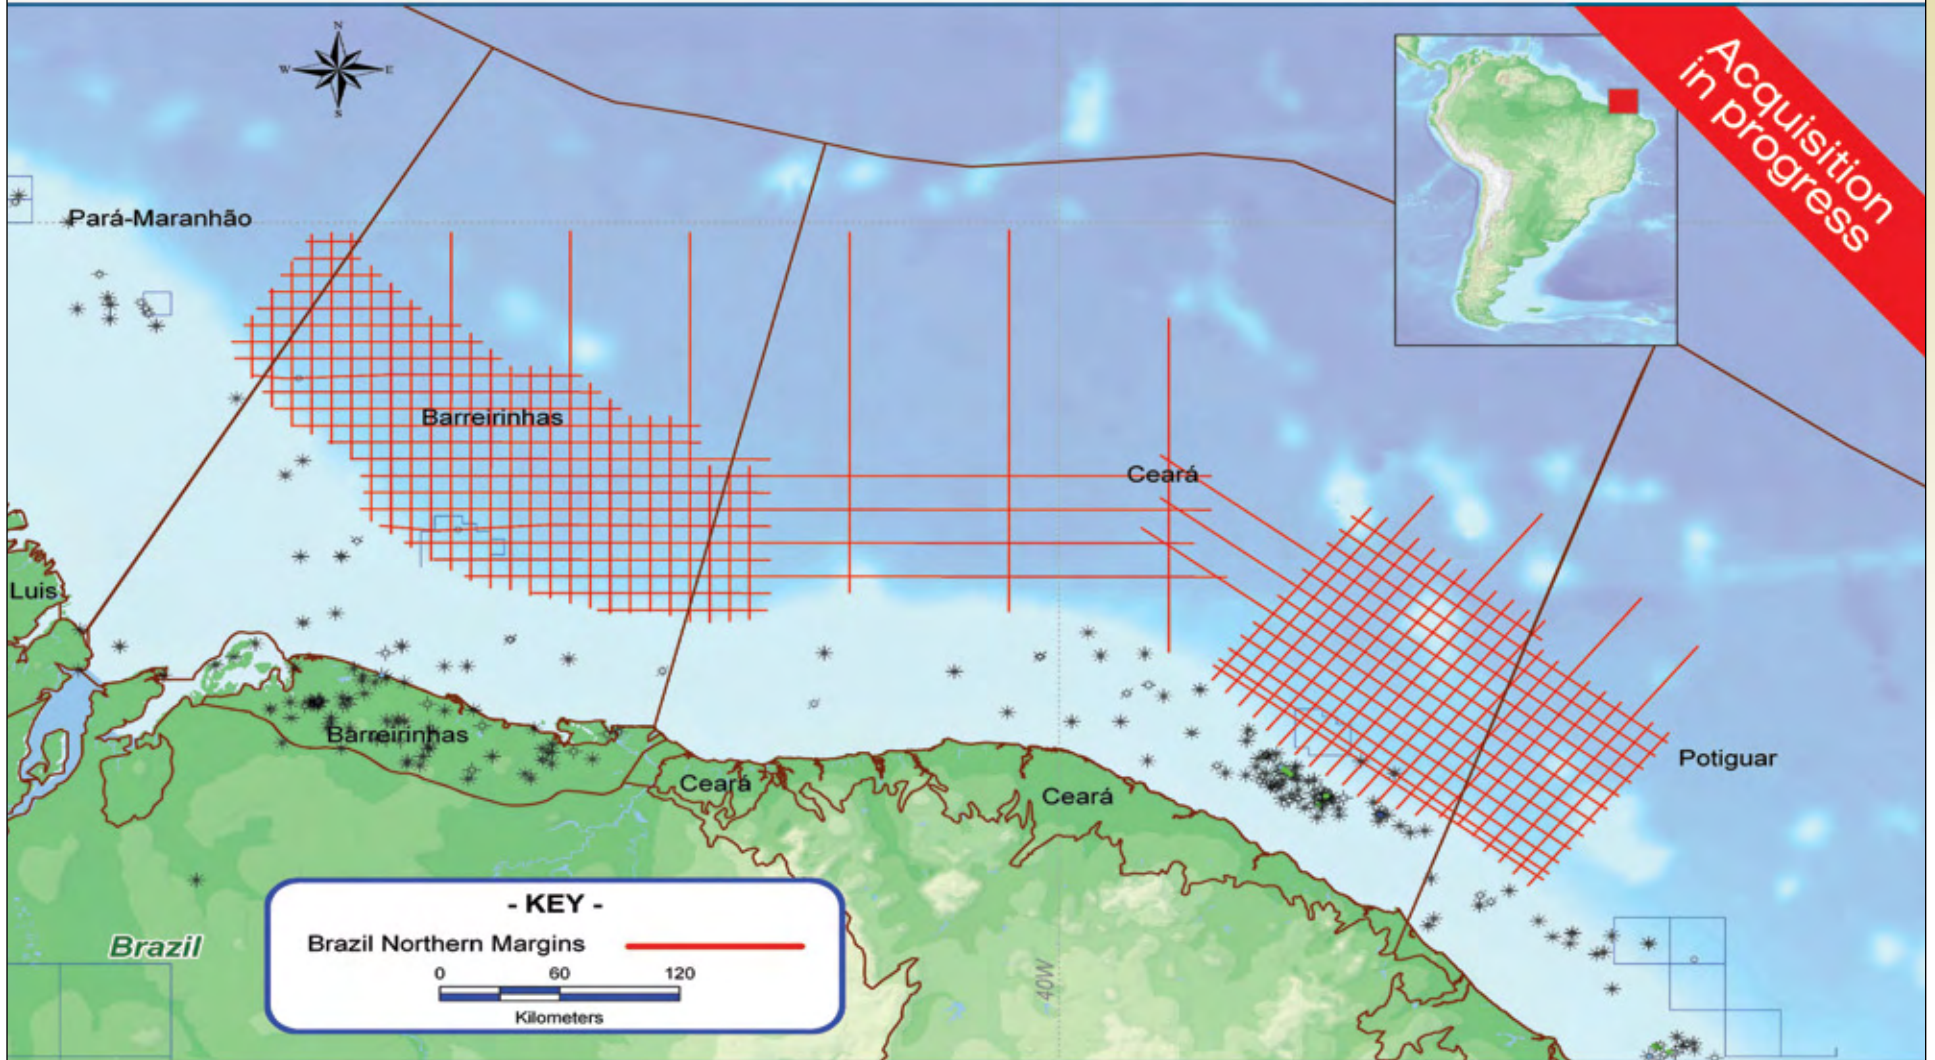 N
W E
S
Acquisition
in progress
Pará-Maranhão
Barreirinhas
Ceará
Luis
Barreirinhas
Potiguar
Ceará
Ceará
- KEY -
Brazil
Brazil Northern Margins
0 60 120
Kilometers
40W